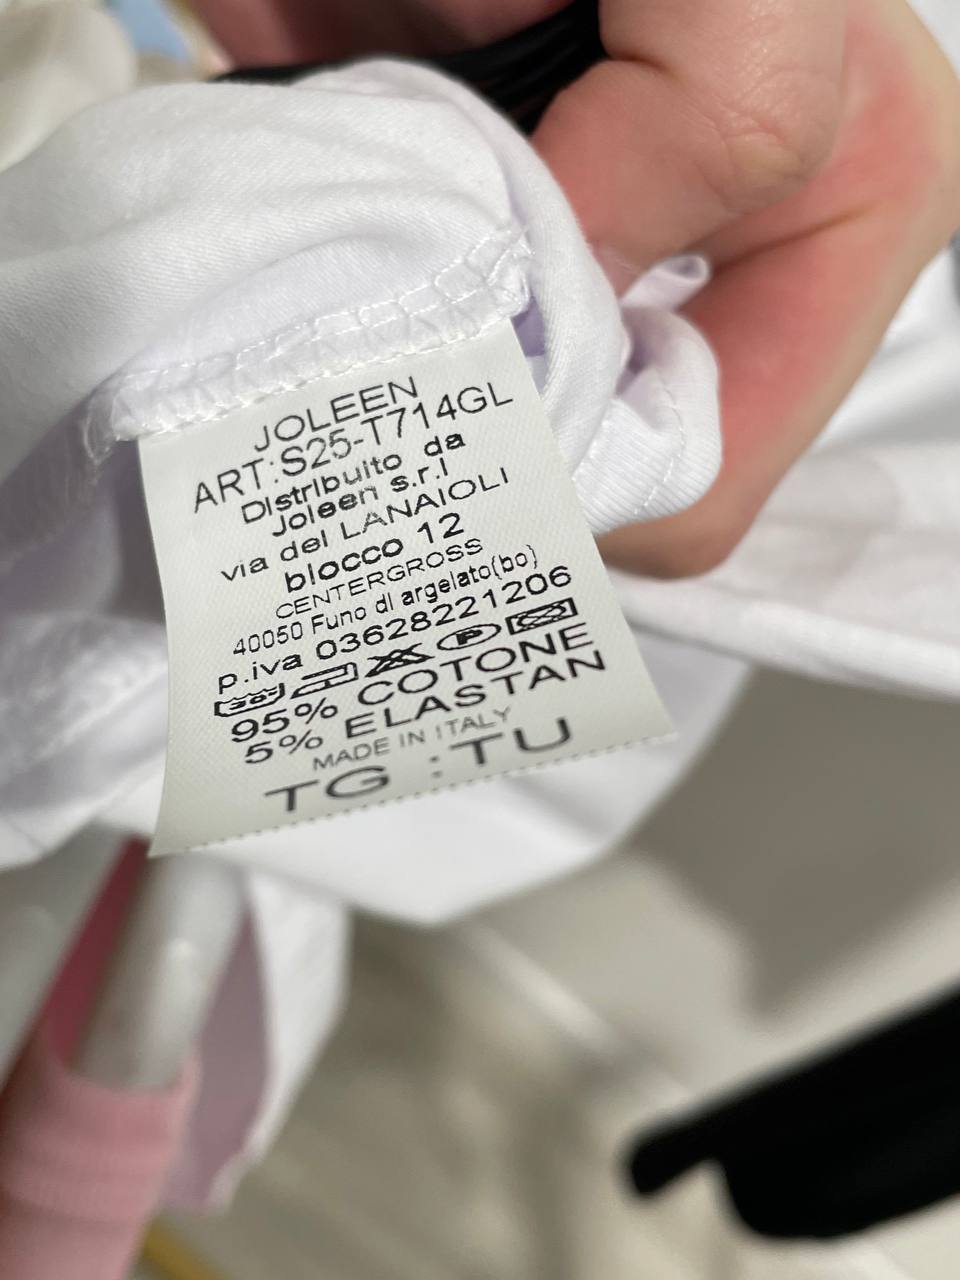 JOLEEN
ART:S25-T714GL
Distribuito da
Joleen s.r.l
via del LANAIOLI
blocco 12
CENTERGROSS
40050 Funo di argelato(bo)
p.iva 03628221206
30° P
95% COTONE
5% ELASTAN
MADE IN ITALY
TG :TU